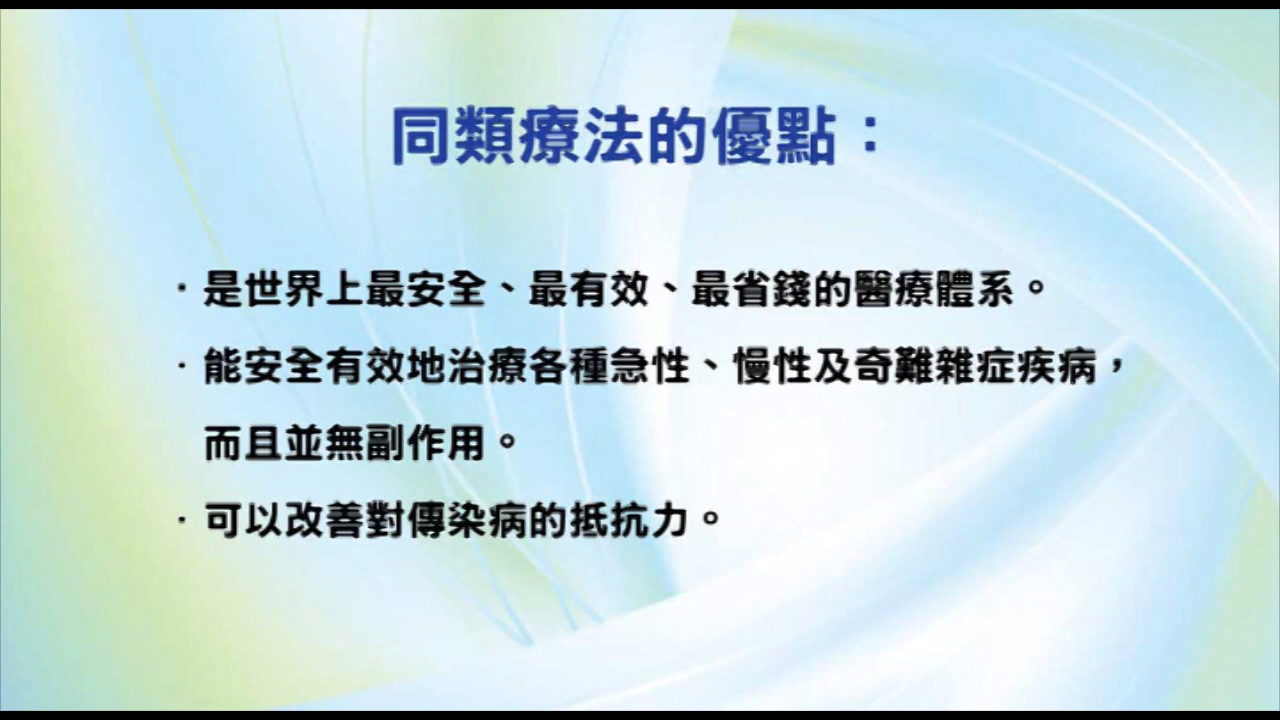 同類療法的優點：
·是世界上最安全、最有效、最省錢的醫療體系。
·能安全有效地治療各種急性、慢性及奇難雜症疾病，
而且並無副作用。
·可以改善對傳染病的抵抗力。